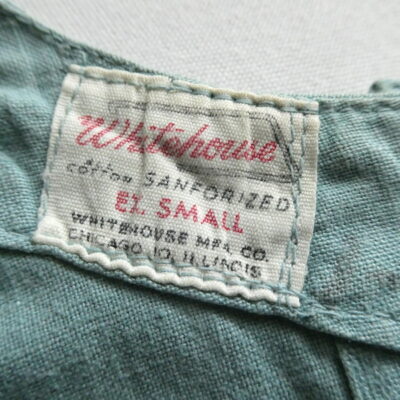 Whitehouse
cotton SANFORIZED
EX. SMALL
WHITEHOUSE MFG. CO.
CHICAGO 10, ILLINOIS